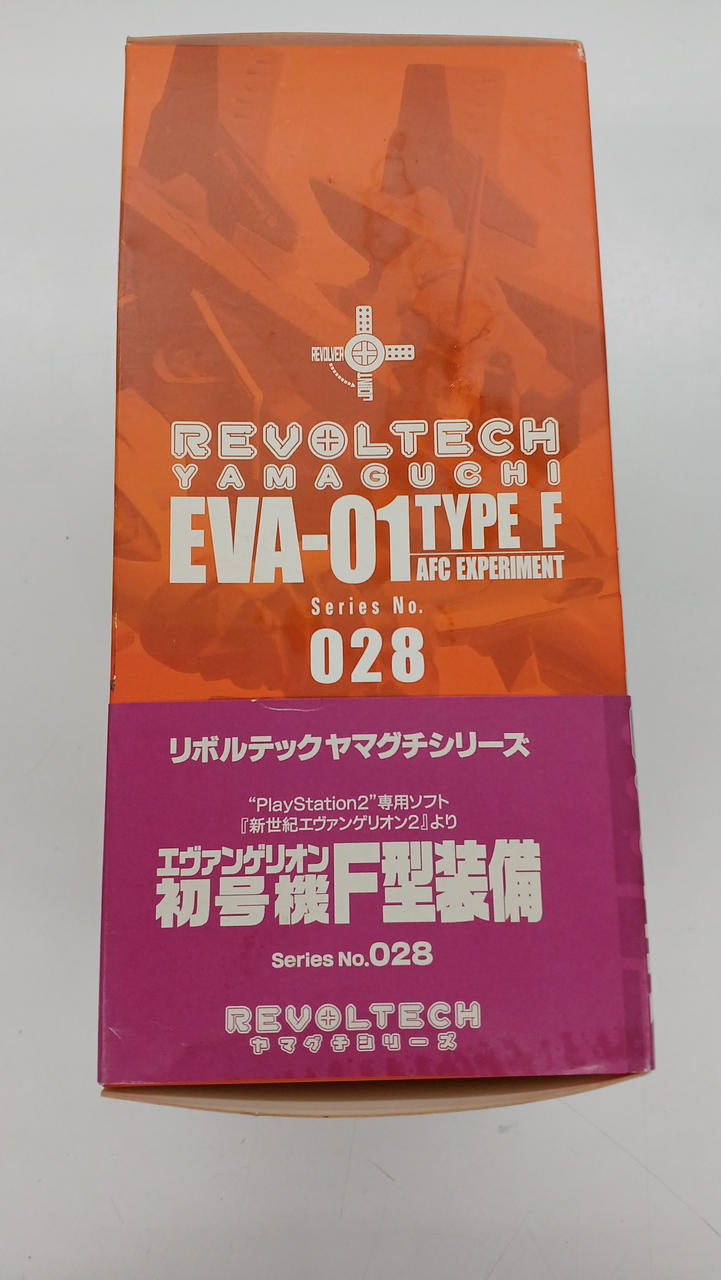 REVOLVER
JOINT
REVOLTECH
YAMAGUCHI
EVA-01 TYPE F
AFC EXPERIMENT
Series No.
028
リボルテックヤマグチシリーズ
“PlayStation2”専用ソフト
『新世紀エヴァンゲリオン2』より
エヴァンゲリオン
初号機F型装備
Series No.028
REVOLTECH
ヤマグチシリーズ